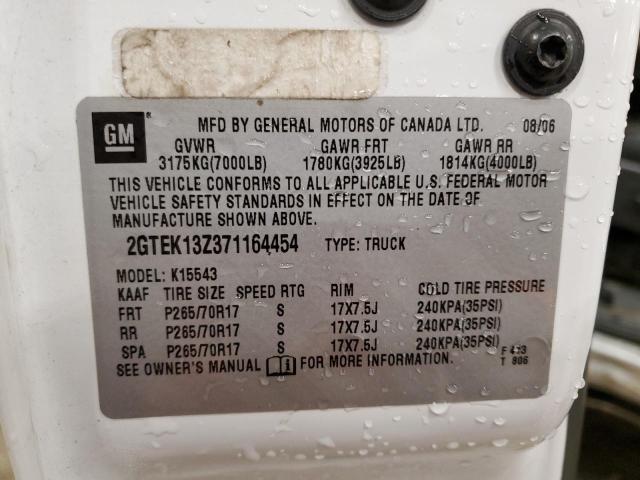 GM
MFD BY GENERAL MOTORS OF CANADA LTD. 08/06
GVWR GAWR FRT GAWR RR
3175KG(7000LB) 1780KG(3925LB) 1814KG(4000LB)
THIS VEHICLE CONFORMS TO ALL APPLICABLE U.S. FEDERAL MOTOR
VEHICLE SAFETY STANDARDS IN EFFECT ON THE DATE OF
MANUFACTURE SHOWN ABOVE.
2GTEK13Z371164454 TYPE: TRUCK
MODEL: K15543
KAAF TIRE SIZE SPEED RTG RIM COLD TIRE PRESSURE
FRT P265/70R17 S 17X7.5J 240KPA(35PSI)
RR P265/70R17 S 17X7.5J 240KPA(35PSI)
SPA P265/70R17 S 17X7.5J 240KPA(35PSI)
SEE OWNER'S MANUAL FOR MORE INFORMATION.
T 806